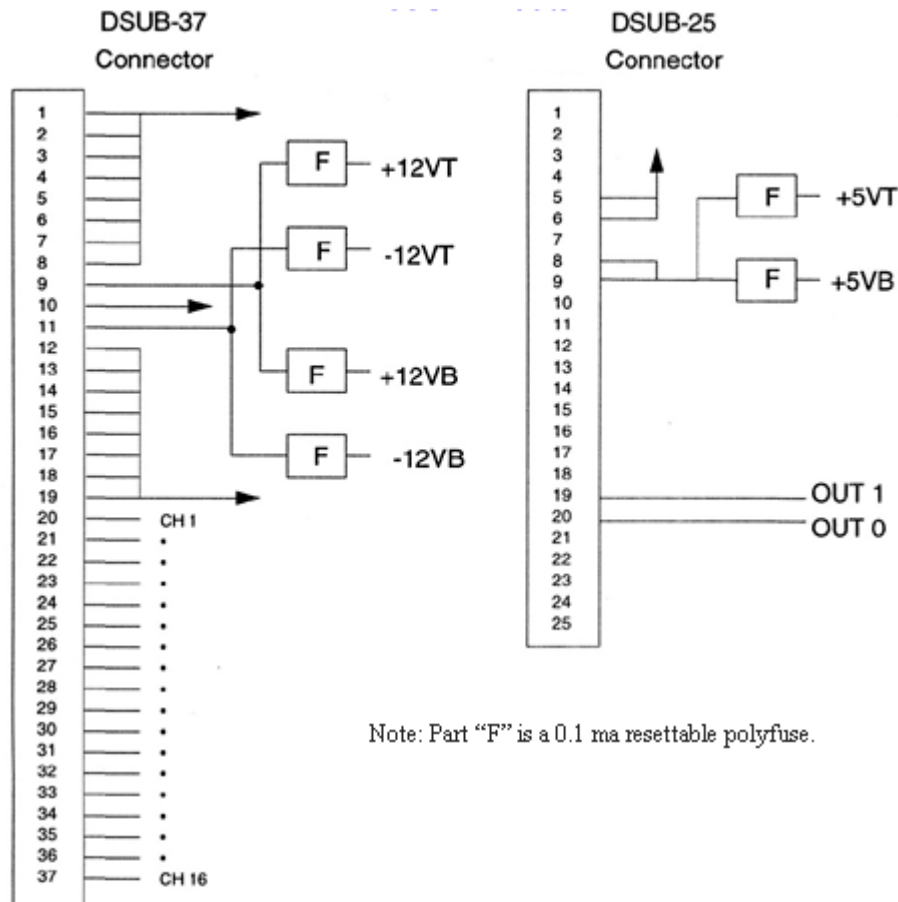 DSUB-37
Connector
1
2
3
4
5
6
7
8
9
10
11
12
13
14
15
16
17
18
19
20
21
22
23
24
25
26
27
28
29
30
31
32
33
34
35
36
37
F
+12VT
F
-12VT
F
+12VB
F
-12VB
CH 1
CH 16
DSUB-25
Connector
1
2
3
4
5
6
7
8
9
10
11
12
13
14
15
16
17
18
19
20
21
22
23
24
25
F
+5VT
F
+5VB
OUT 1
OUT 0
Note: Part “F” is a 0.1 ma resettable polyfuse.